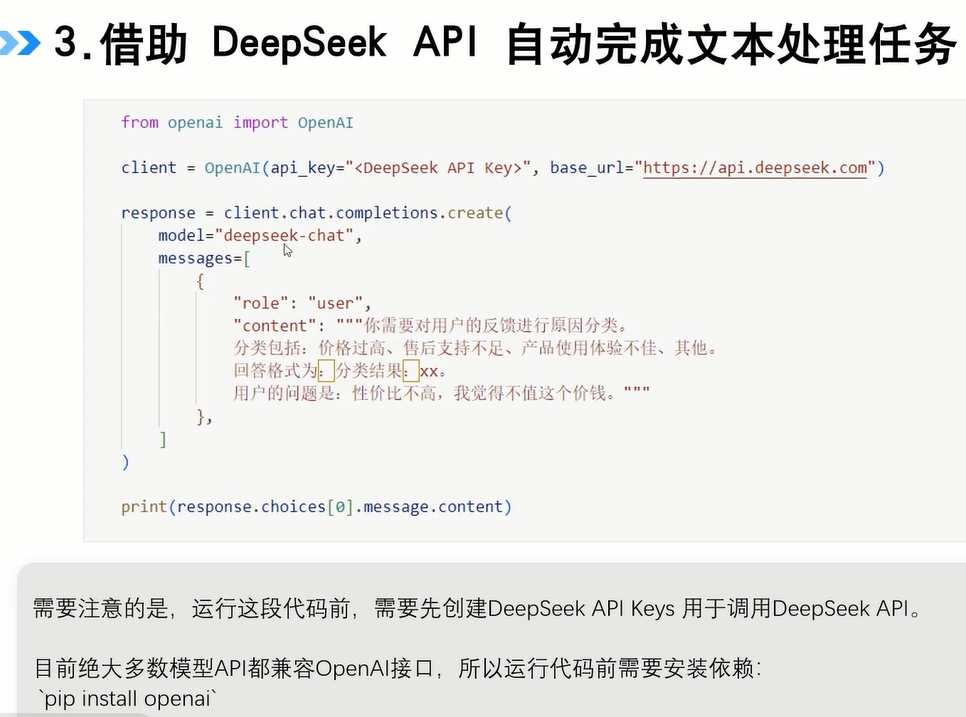 3.借助 DeepSeek API 自动完成文本处理任务
from openai import OpenAI
client = OpenAI(api_key="<DeepSeek API Key>", base_url="https://api.deepseek.com")
response = client.chat.completions.create(
model="deepseek-chat",
messages=[
{
"role": "user",
"content": """你需要对用户的反馈进行原因分类。
分类包括：价格过高、售后支持不足、产品使用体验不佳、其他。
回答格式为：分类结果：xx。
用户的问题是：性价比不高，我觉得不值这个价钱。"""
},
]
)
print(response.choices[0].message.content)
需要注意的是，运行这段代码前，需要先创建DeepSeek API Keys 用于调用DeepSeek API。
目前绝大多数模型API都兼容OpenAI接口，所以运行代码前需要安装依赖：
`pip install openai`